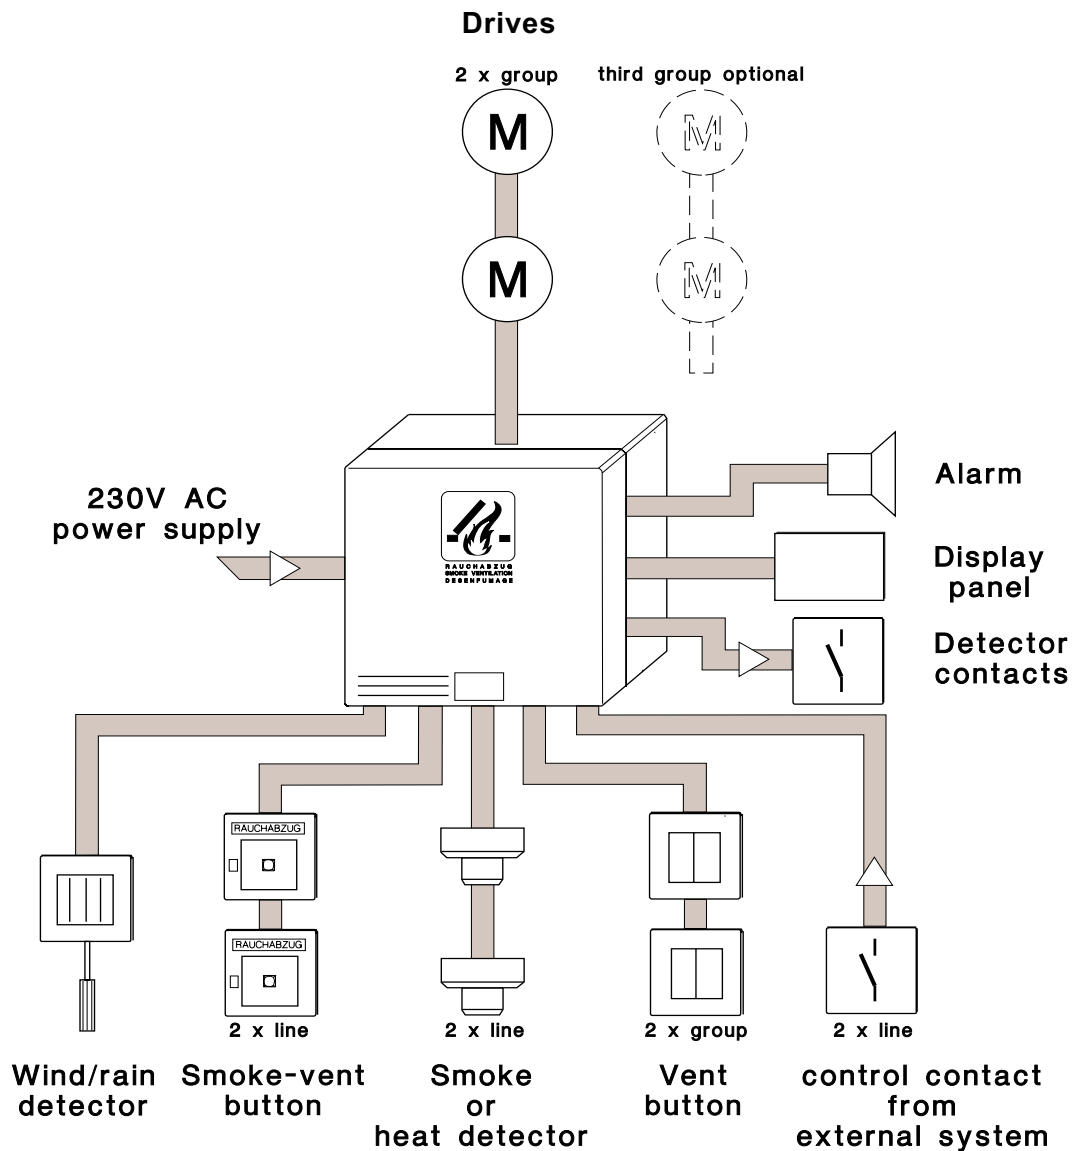 Drives
2 x group
third group optional
M
M
M
M
230V AC
power supply
RAUCHABZUG
SMOKE VENTILATION
DESENFUMAGE
Alarm
Display
panel
Detector
contacts
RAUCHABZUG
RAUCHABZUG
2 x line
2 x line
2 x group
2 x line
Wind/rain
detector
Smoke-vent
button
Smoke
or
heat detector
Vent
button
control contact
from
external system